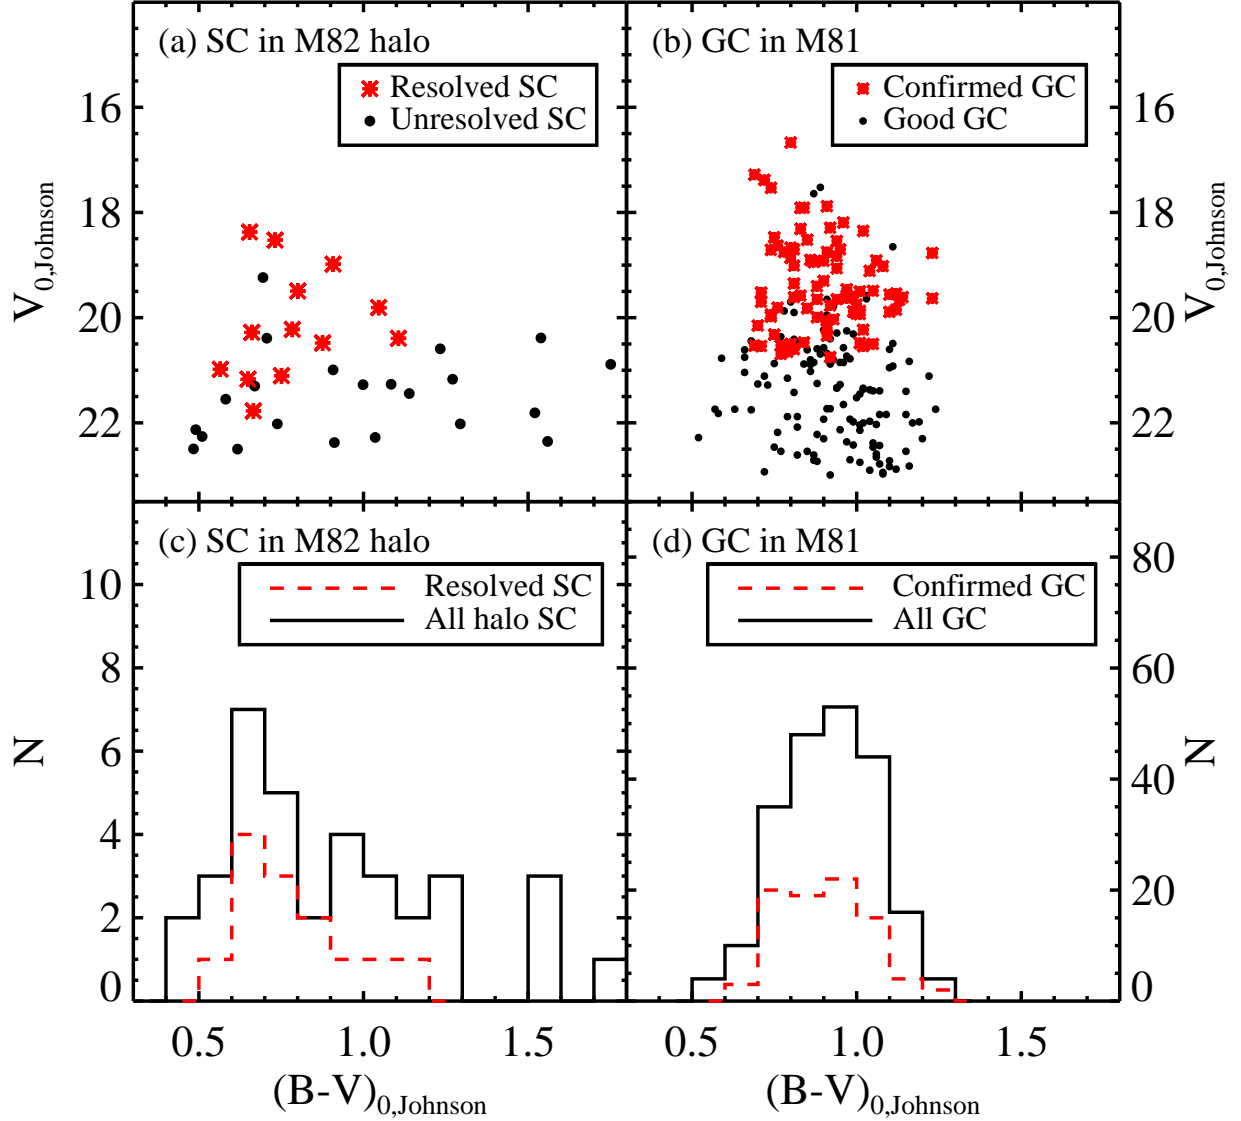 (a) SC in M82 halo
Resolved SC
Unresolved SC
(b) GC in M81
Confirmed GC
Good GC
16
18
20
22
V0,Johnson
16
18
20
22
V0,Johnson
(c) SC in M82 halo
Resolved SC
All halo SC
(d) GC in M81
Confirmed GC
All GC
10
8
6
4
2
0
N
80
60
40
20
0
N
0.5 1.0 1.5
0.5 1.0 1.5
(B-V)0,Johnson
(B-V)0,Johnson